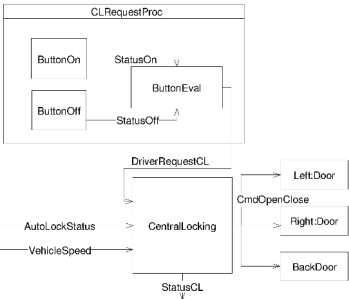 CLRequestProc
ButtonOn
StatusOn
ButtonEval
ButtonOff
StatusOff
DriverRequestCL
Left:Door
CmdOpenClose
AutoLockStatus
CentralLocking
Right:Door
VehicleSpeed
BackDoor
StatusCL